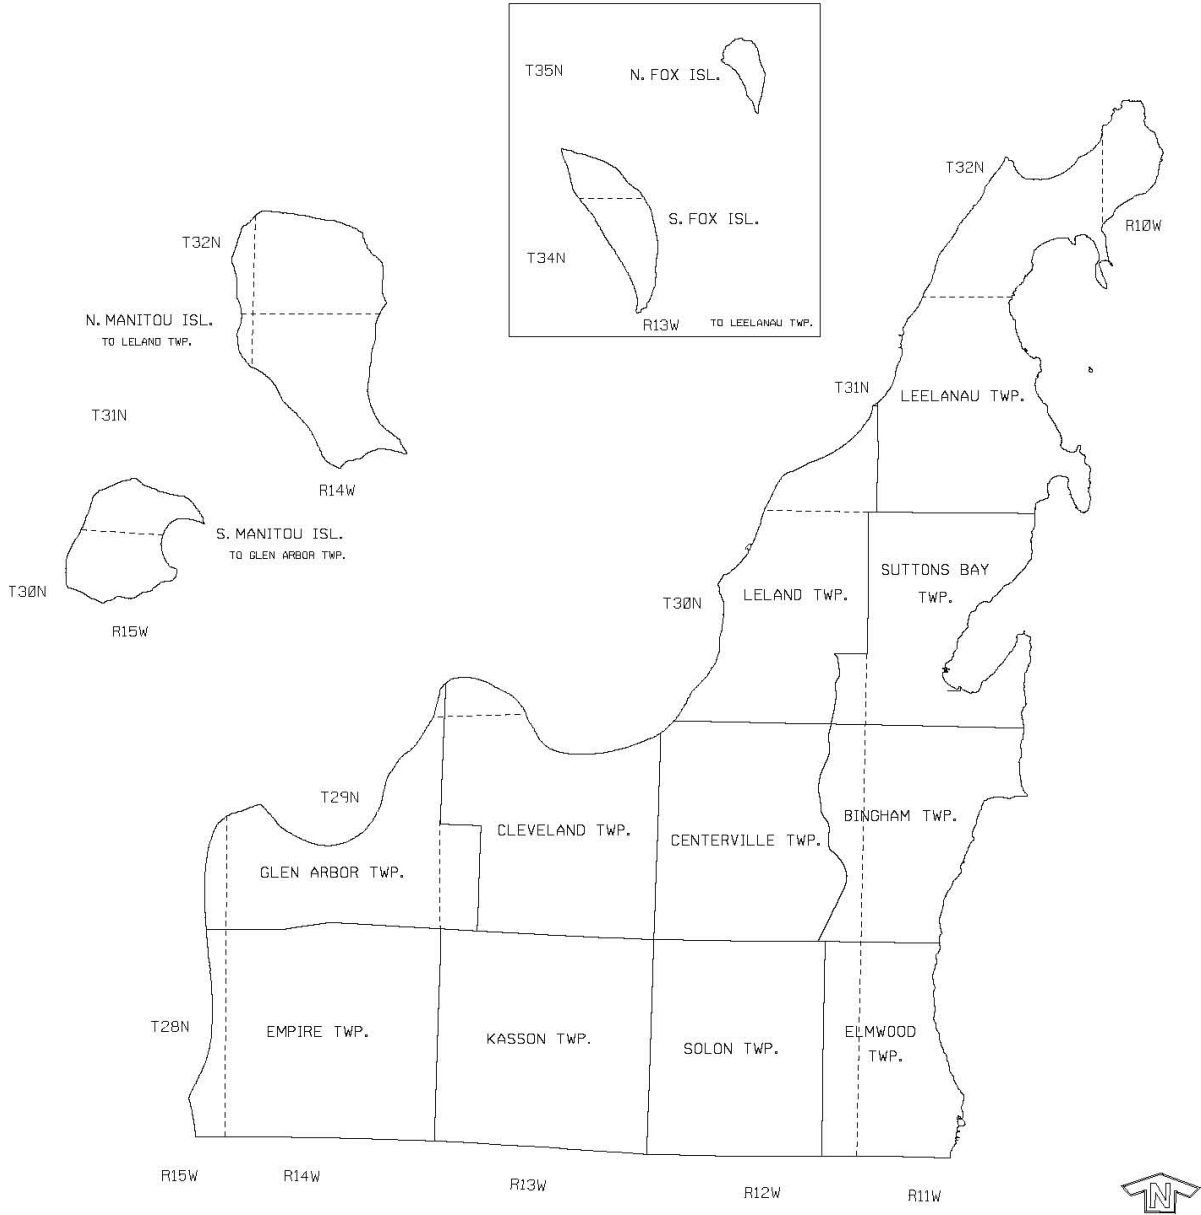 T35N
N. FOX ISL.
S. FOX ISL.
T34N
R13W
TO LEELANAU TWP.
T32N
R10W
T32N
N. MANITOU ISL.
TO LELAND TWP.
T31N
R14W
S. MANITOU ISL.
TO GLEN ARBOR TWP.
T30N
R15W
T31N
LEELANAU TWP.
SUTTONS BAY
TWP.
LELAND TWP.
T30N
T29N
GLEN ARBOR TWP.
CLEVELAND TWP.
CENTERVILLE TWP.
BINGHAM TWP.
T28N
EMPIRE TWP.
KASSON TWP.
SOLON TWP.
ELMWOOD
TWP.
R15W
R14W
R13W
R12W
R11W
N